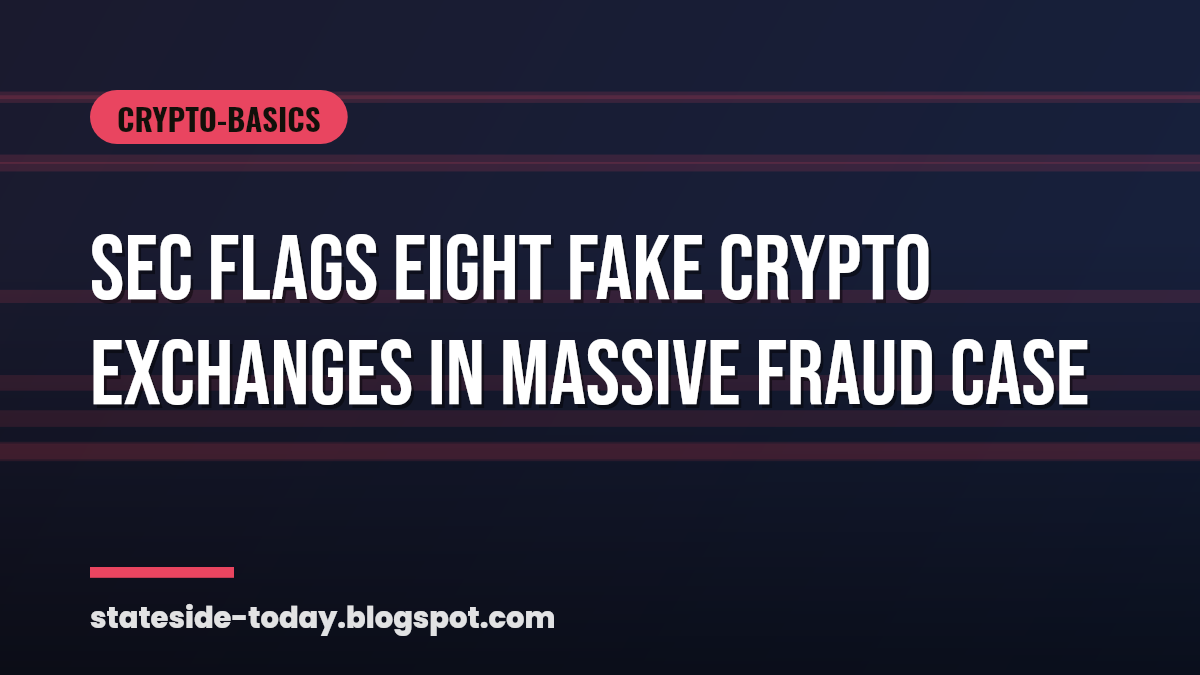 CRYPTO-BASICS
SEC FLAGS EIGHT FAKE CRYPTO
EXCHANGES IN MASSIVE FRAUD CASE
stateside-today.blogspot.com